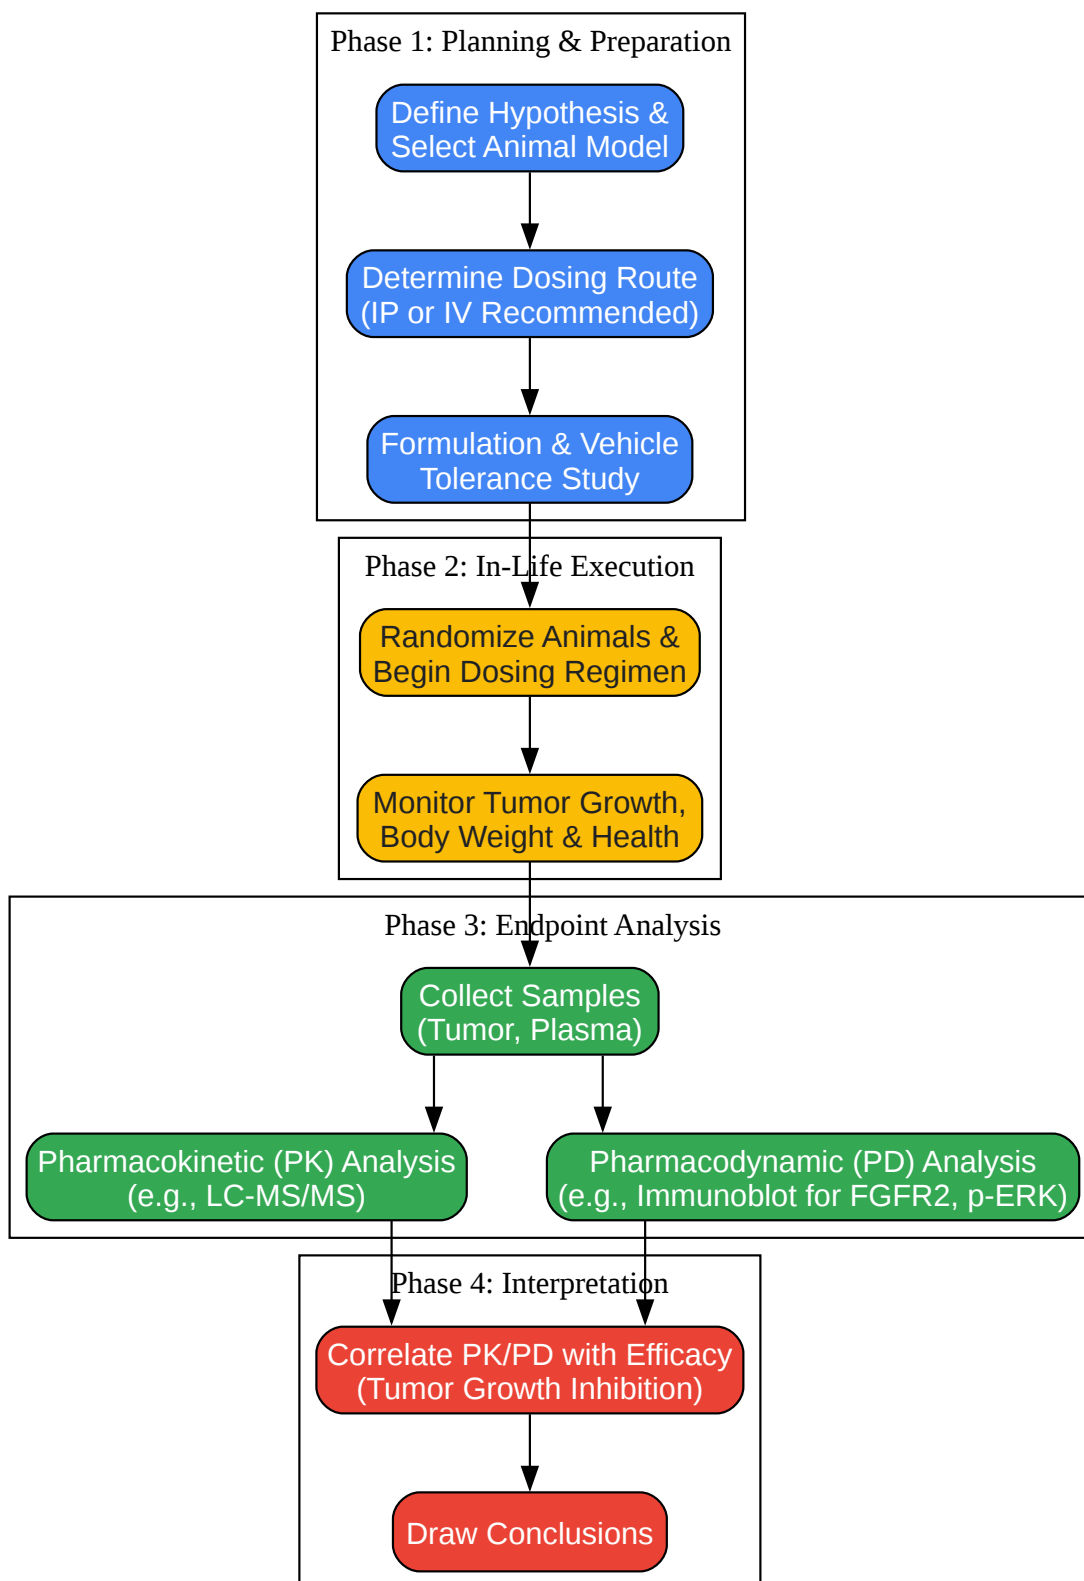 Phase 1: Planning & Preparation
Define Hypothesis &
Select Animal Model
Determine Dosing Route
(IP or IV Recommended)
Formulation & Vehicle
Tolerance Study
Phase 2: In-Life Execution
Randomize Animals &
Begin Dosing Regimen
Monitor Tumor Growth,
Body Weight & Health
Phase 3: Endpoint Analysis
Collect Samples
(Tumor, Plasma)
Pharmacokinetic (PK) Analysis
(e.g., LC-MS/MS)
Pharmacodynamic (PD) Analysis
(e.g., Immunoblot for FGFR2, p-ERK)
Phase 4: Interpretation
Correlate PK/PD with Efficacy
(Tumor Growth Inhibition)
Draw Conclusions